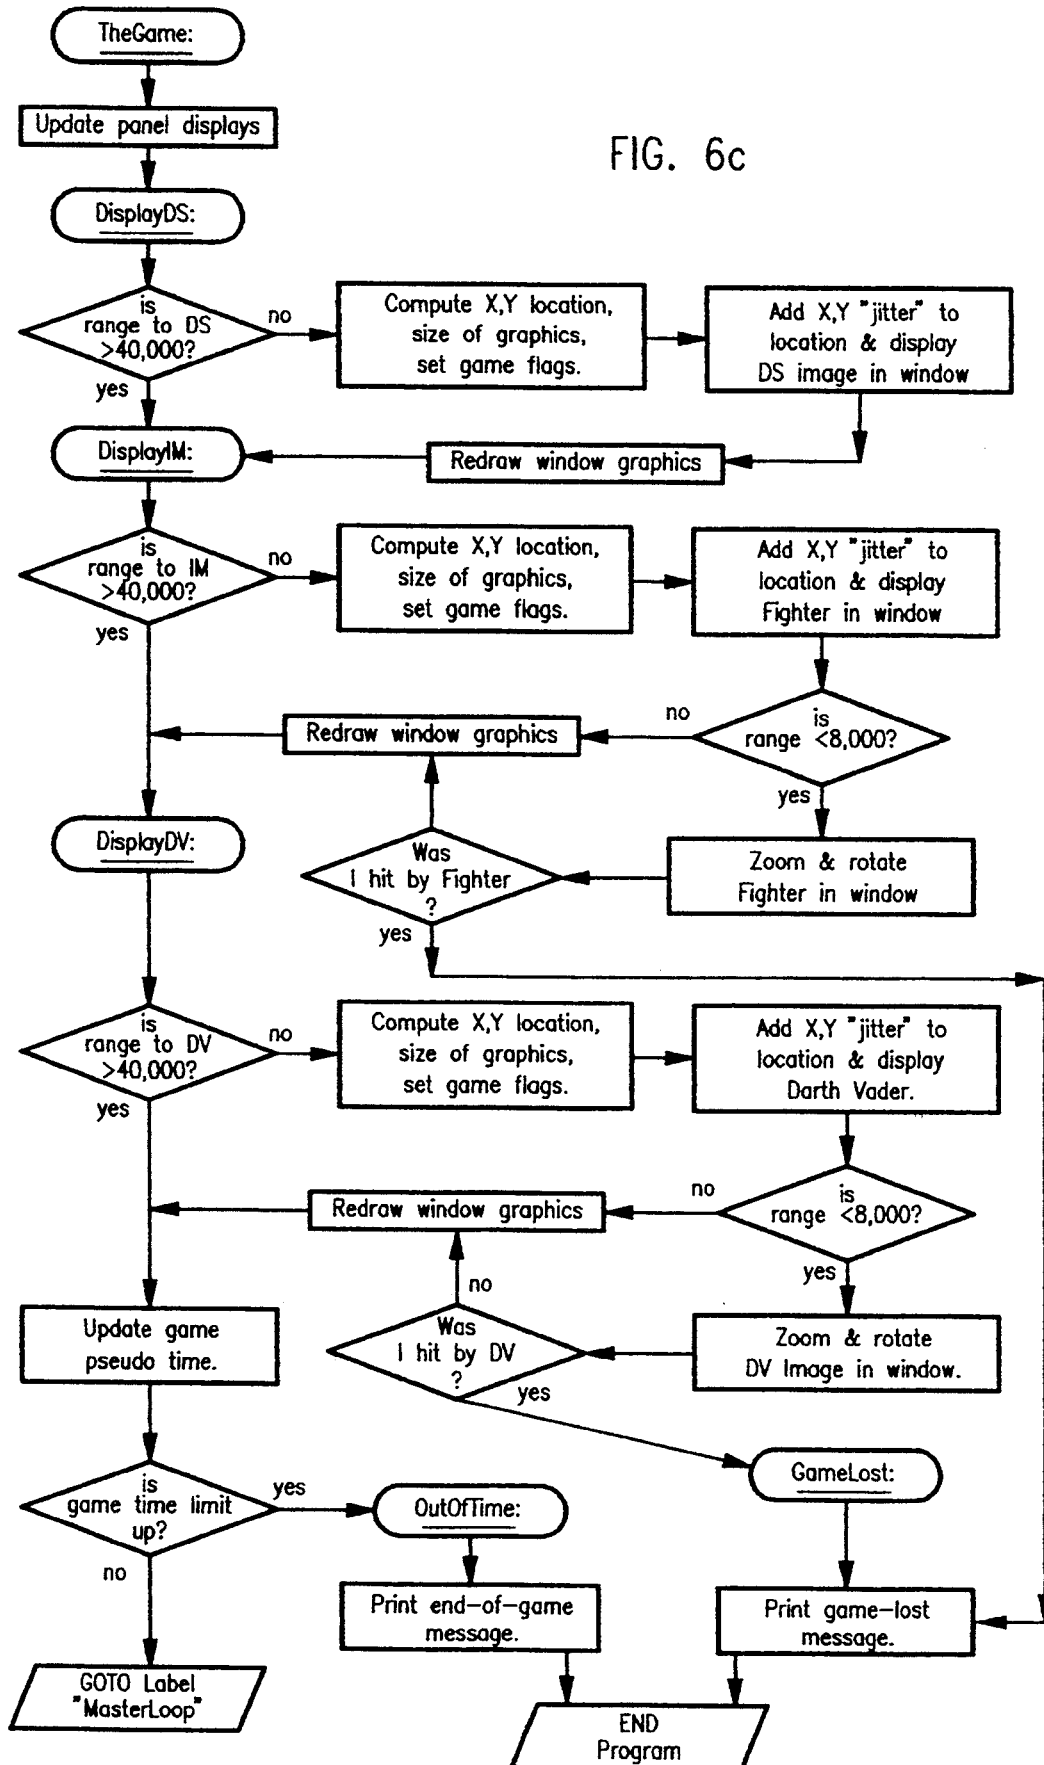 TheGame:
Update panel displays
FIG. 6c
DisplayDS:
is
range to DS
>40,000?
no
yes
Compute X,Y location,
size of graphics,
set game flags.
Add X,Y "jitter" to
location & display
DS image in window
DisplayIM:
Redraw window graphics
is
range to IM
>40,000?
no
yes
Compute X,Y location,
size of graphics,
set game flags.
Add X,Y "jitter" to
location & display
Fighter in window
Redraw window graphics
no
is
range <8,000?
yes
DisplayDV:
Was
I hit by Fighter
?
yes
Zoom & rotate
Fighter in window
is
range to DV
>40,000?
no
yes
Compute X,Y location,
size of graphics,
set game flags.
Add X,Y "jitter" to
location & display
Darth Vader.
Redraw window graphics
no
is
range <8,000?
yes
Update game
pseudo time.
no
Was
I hit by DV
?
yes
Zoom & rotate
DV Image in window.
is
game time limit
up?
yes
no
OutOfTime:
GameLost:
Print end-of-game
message.
Print game-lost
message.
GOTO Label
"MasterLoop"
END
Program